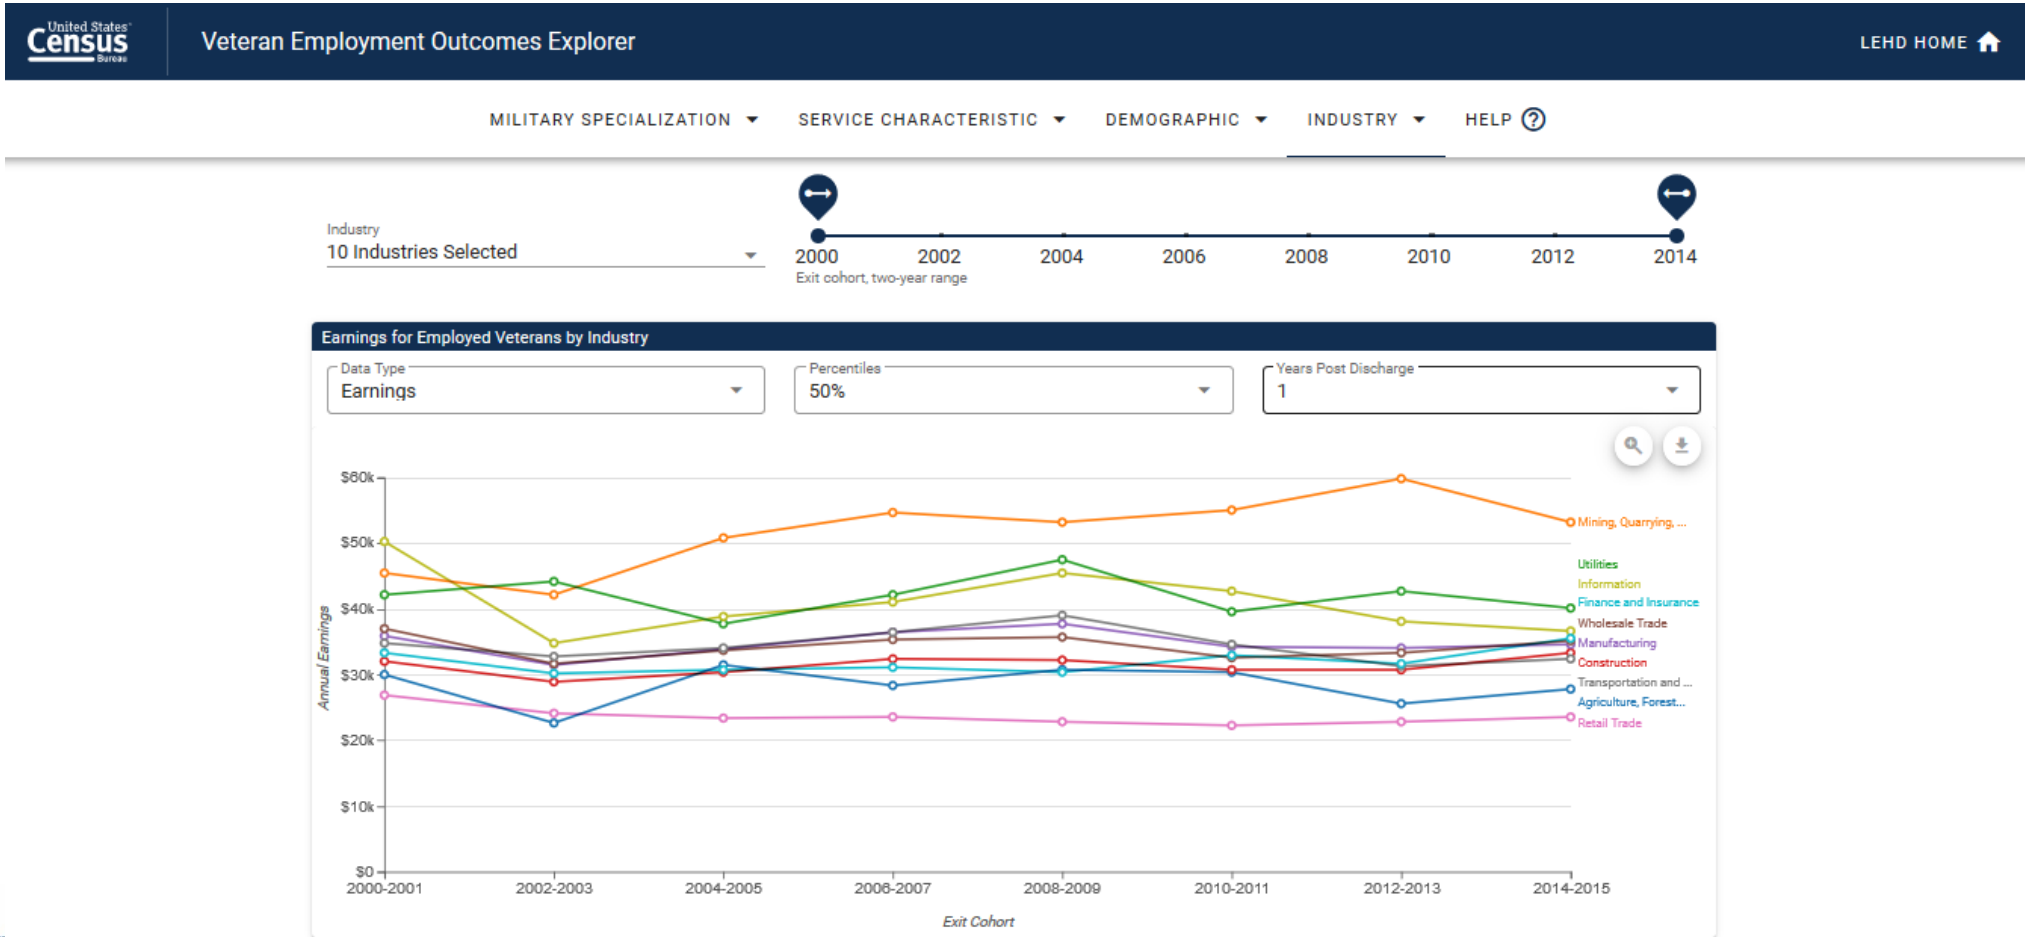 United States®
Census
Bureau
Veteran Employment Outcomes Explorer
LEHD HOME
MILITARY SPECIALIZATION
SERVICE CHARACTERISTIC
DEMOGRAPHIC
INDUSTRY
HELP ?
Industry
10 Industries Selected
2000 2002 2004 2006 2008 2010 2012 2014
Exit cohort, two-year range
Earnings for Employed Veterans by Industry
Data Type
Earnings
Percentiles
50%
Years Post Discharge
1
$60k
$50k
$40k
$30k
$20k
$10k
$0
Annual Earnings
Mining, Quarrying, ...
Utilities
Information
Finance and Insurance
Wholesale Trade
Manufacturing
Construction
Transportation and ...
Agriculture, Forest...
Retail Trade
2000-2001 2002-2003 2004-2005 2006-2007 2008-2009 2010-2011 2012-2013 2014-2015
Exit Cohort